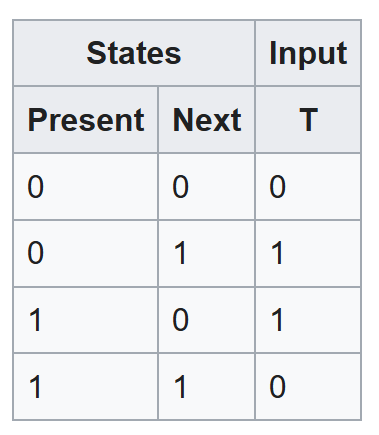 States Input
Present Next T
0 0 0
0 1 1
1 0 1
1 1 0